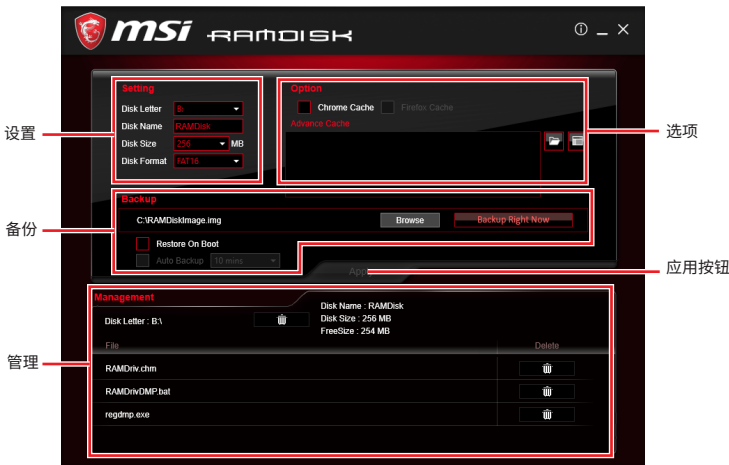 msi RAMDISK
Setting
Disk Letter B:
Disk Name RAMDisk
Disk Size 256 MB
Disk Format FAT16
Option
Chrome Cache Firefox Cache
Advance Cache
设置
选项
Backup
C:\RAMDiskImage.img Browse Backup Right Now
Restore On Boot
Auto Backup 10 mins
备份
Apply
应用按钮
Management
Disk Letter : B:\
Disk Name : RAMDisk
Disk Size : 256 MB
FreeSize : 254 MB
File Delete
RAMDriv.chm
RAMDrivDMP.bat
regdmp.exe
管理